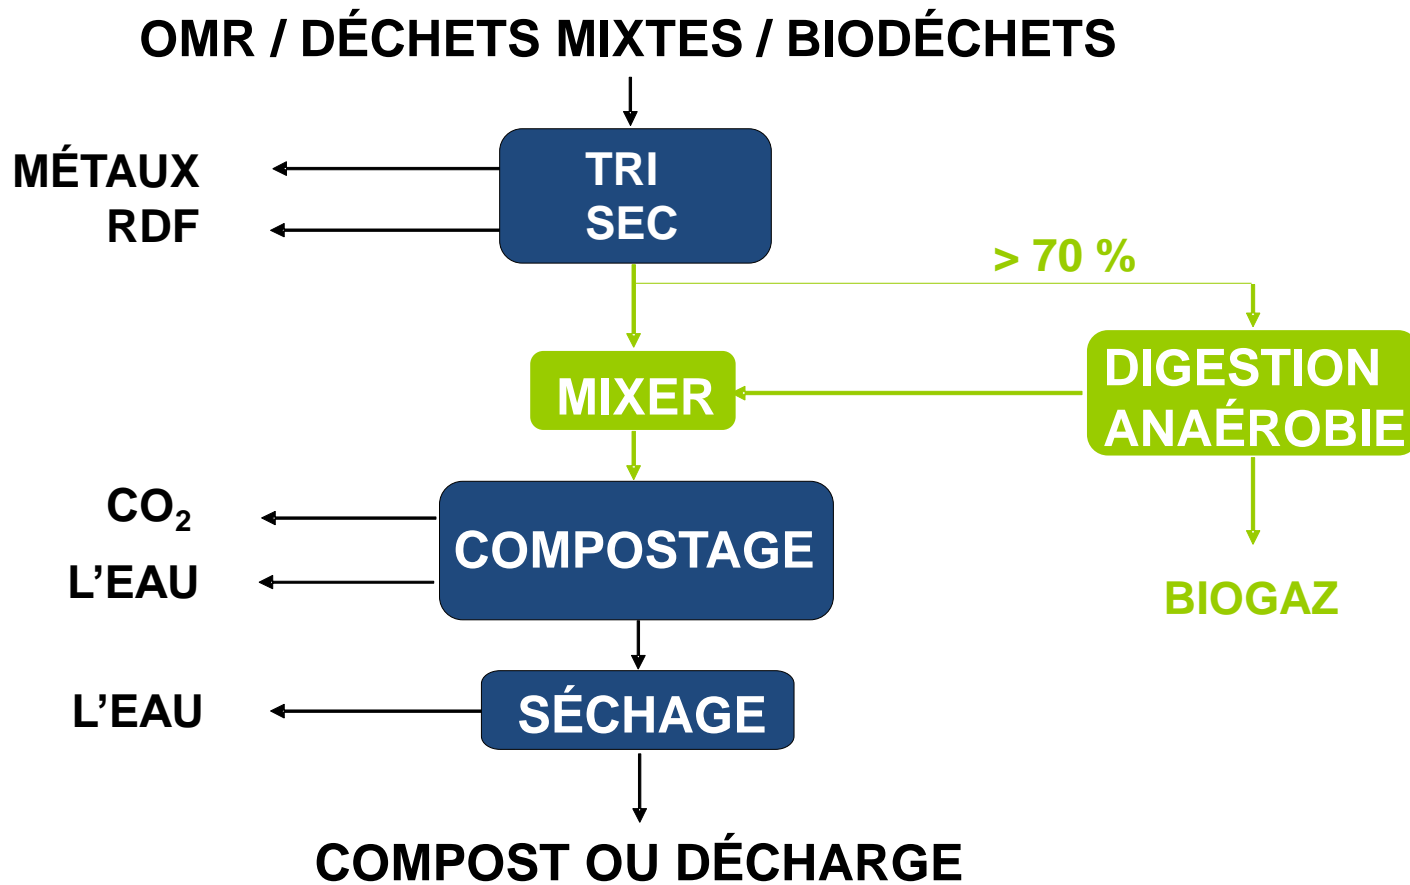 OMR / DÉCHETS MIXTES / BIODÉCHETS
MÉTAUX
RDF
TRI
SEC
> 70 %
DIGESTION
ANAÉROBIE
MIXER
CO₂
L’EAU
COMPOSTAGE
BIOGAZ
L’EAU
SÉCHAGE
COMPOST OU DÉCHARGE